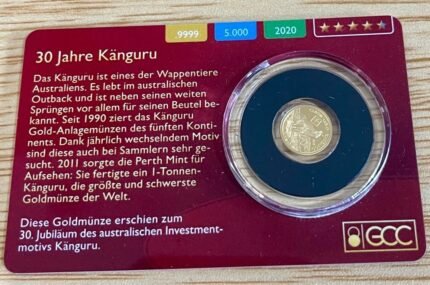 .9999 5.000 2020
30 Jahre Känguru
Das Känguru ist eines der Wappentiere
Australiens. Es lebt im australischen
Outback und ist neben seinen weiten
Sprüngen vor allem für seinen Beutel be-
kannt. Seit 1990 ziert das Känguru
Gold-Anlagemünzen des fünften Konti-
nents. Dank jährlich wechselndem Motiv
sind diese auch bei Sammlern sehr ge-
sucht. 2011 sorgte die Perth Mint für
Aufsehen: Sie fertigte ein 1-Tonnen-
Känguru, die größte und schwerste
Goldmünze der Welt.
Diese Goldmünze erschien zum
30. Jubiläum des australischen Investment-
motivs Känguru.
GCC